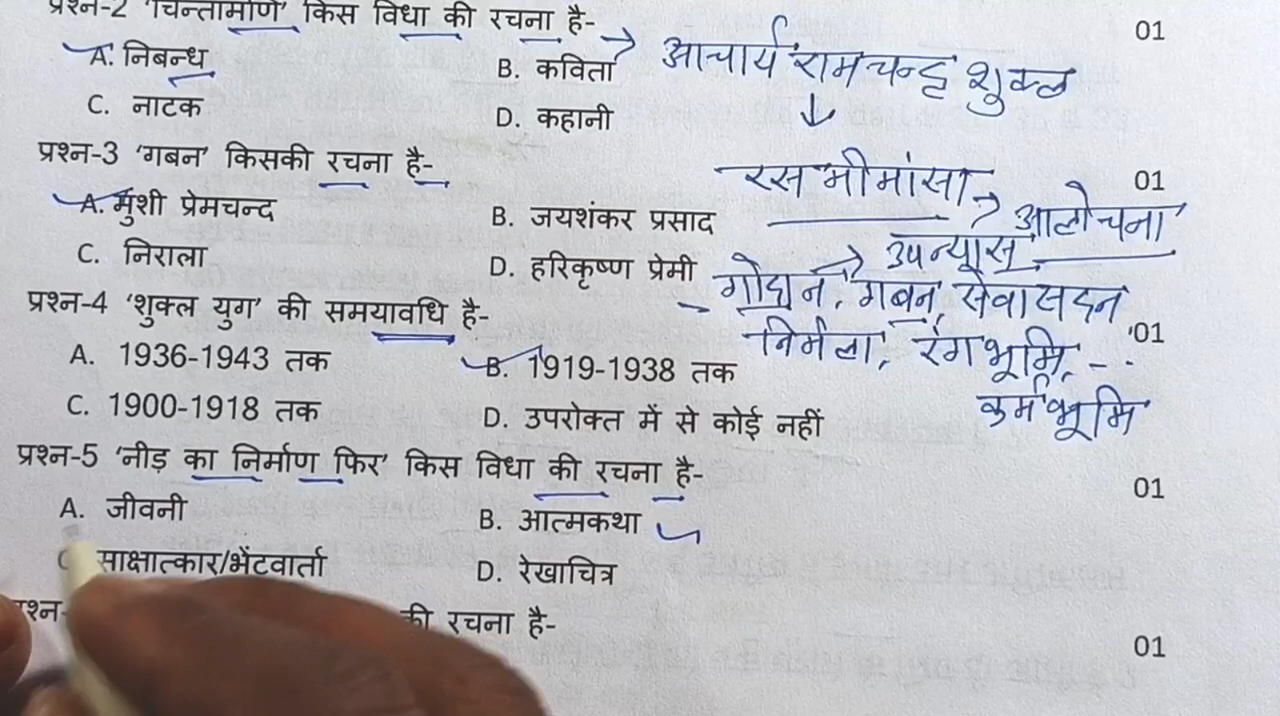 प्रश्न-2 'चिन्तामणि' किस विधा की रचना है- 01
A. निबन्ध B. कविता → आचार्य रामचन्द्र शुक्ल
C. नाटक D. कहानी ↓
प्रश्न-3 'गबन' किसकी रचना है- रस मीमांसा 01
A. मुंशी प्रेमचन्द B. जयशंकर प्रसाद → आलोचना
C. निराला D. हरिकृष्ण प्रेमी → उपन्यास
गोदान, गबन, सेवासदन
प्रश्न-4 'शुक्ल युग' की समयावधि है- 01
निर्मला, रंगभूमि, - ..
A. 1936-1943 तक B. 1919-1938 तक
कर्मभूमि
C. 1900-1918 तक D. उपरोक्त में से कोई नहीं
प्रश्न-5 'नीड़ का निर्माण फिर' किस विधा की रचना है- 01
A. जीवनी B. आत्मकथा
C साक्षात्कार/भेंटवार्ता D. रेखाचित्र
की रचना है- 01